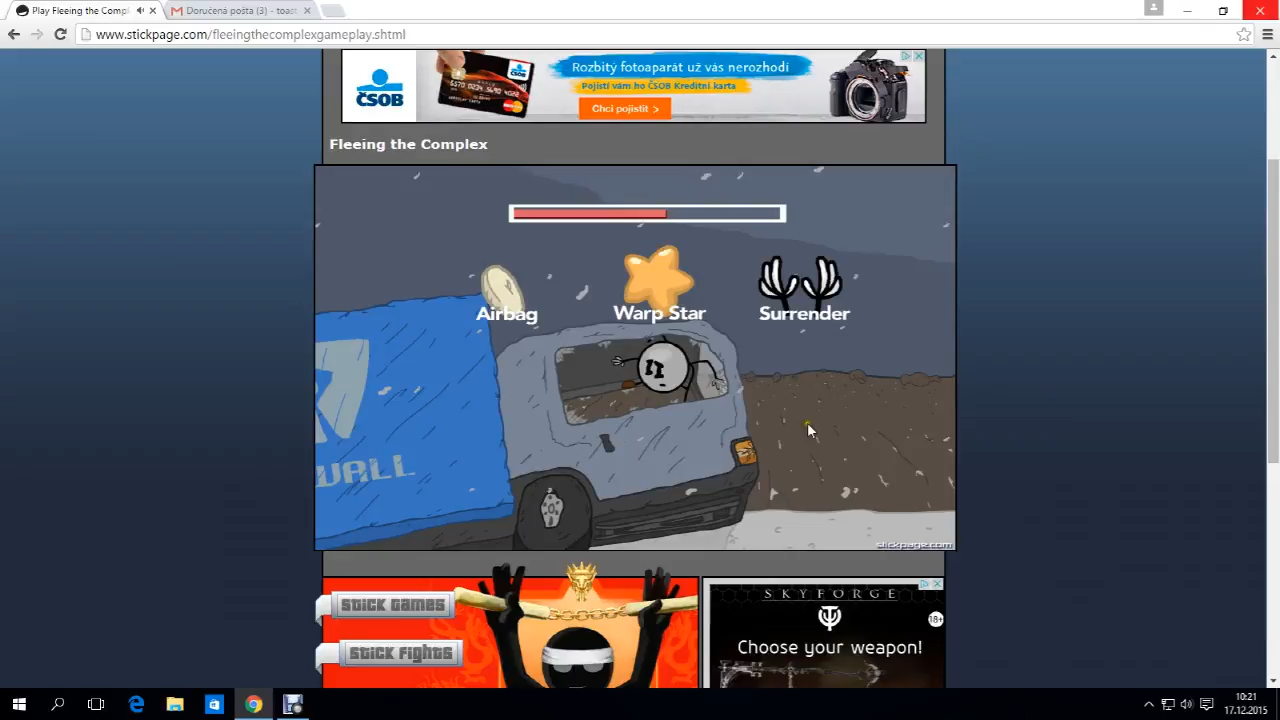 Play Fleeing the Compl
Doručená pošta (3) - toast
www.stickpage.com/fleeingthecomplexgameplay.shtml
ČSOB
Rozbitý fotoaparát už vás nerozhodí
Pojistí vám ho ČSOB Kreditní karta
Chci pojistit >
Fleeing the Complex
Airbag
Warp Star
Surrender
WALL
stickpage.com
STICK GAMES
STICK FIGHTS
SKYFORGE
18+
Choose your weapon!
10:21
17.12.2015